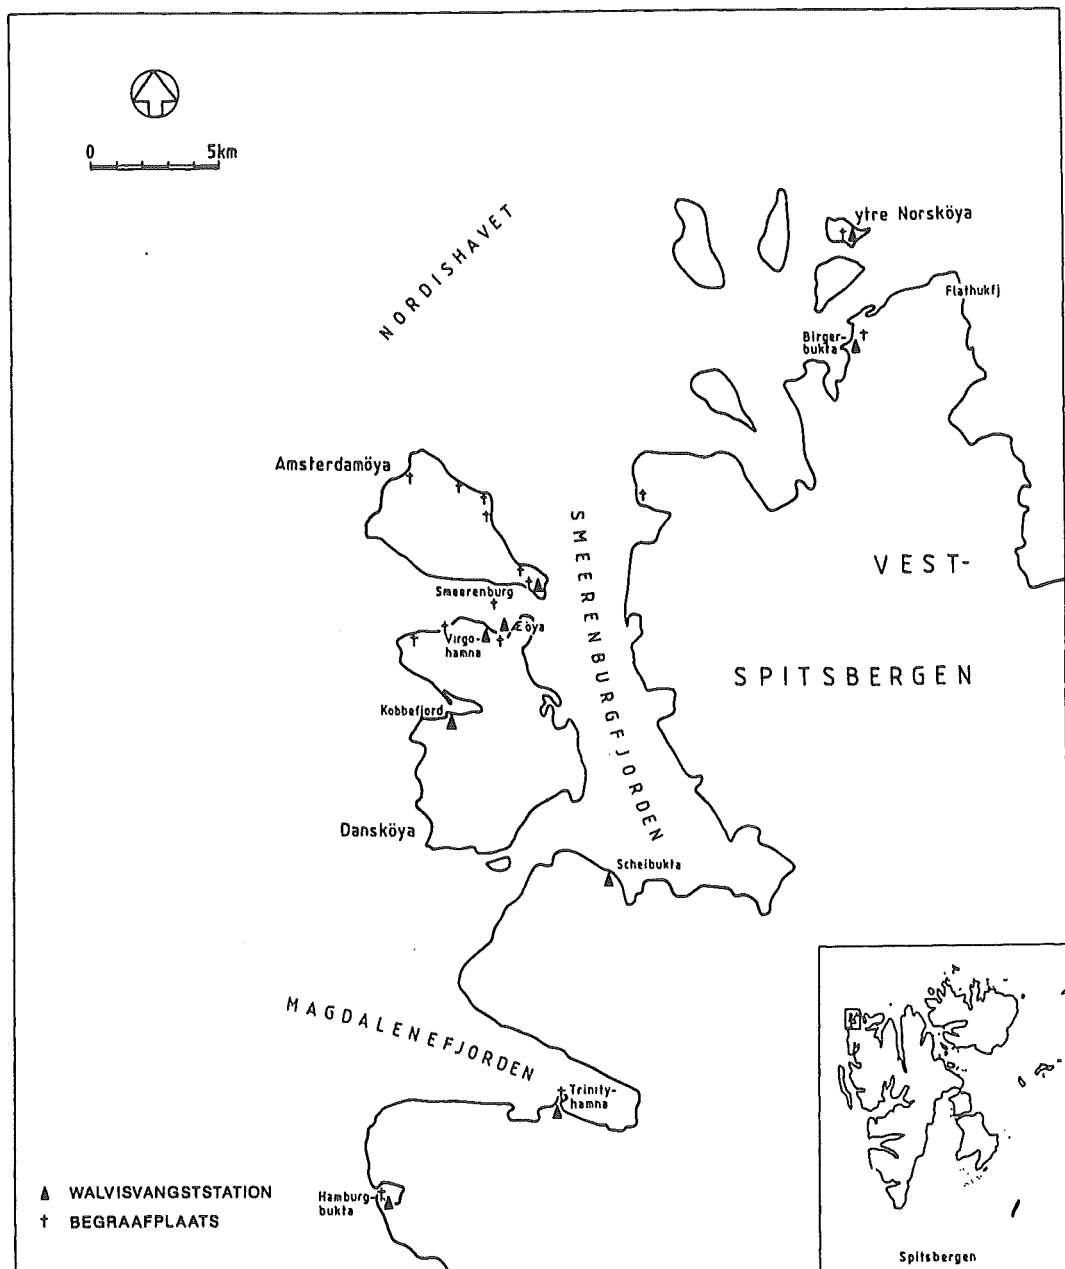 0 5km
ytre Norsköya
NORDISHAVET
Flathukfj
Birger-
bukta
Amsterdamöya
SMEERENBURGFJORDEN
VEST-
Smeerenburg
Æöya
Virgo-
hamna
SPITSBERGEN
Kobbefjord
Dansköya
Scheibukta
MAGDALENEFJORDEN
Trinity-
hamna
Hamburg-
bukta
WALVISVANGSTSTATION
BEGRAAFPLAATS
Spitsbergen